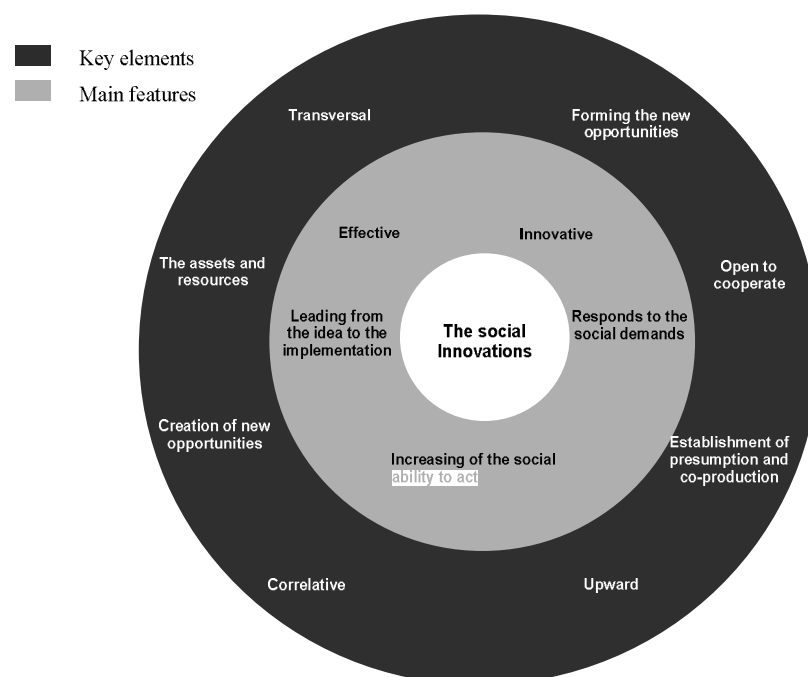 Key elements
Main features
Transversal
Forming the new
opportunities
Effective
Innovative
The assets and
resources
Open to
cooperate
Leading from
the idea to the
implementation
The social
Innovations
Responds to the
social demands
Creation of new
opportunities
Increasing of the social
ability to act
Establishment of
presumption and
co-production
Correlative
Upward